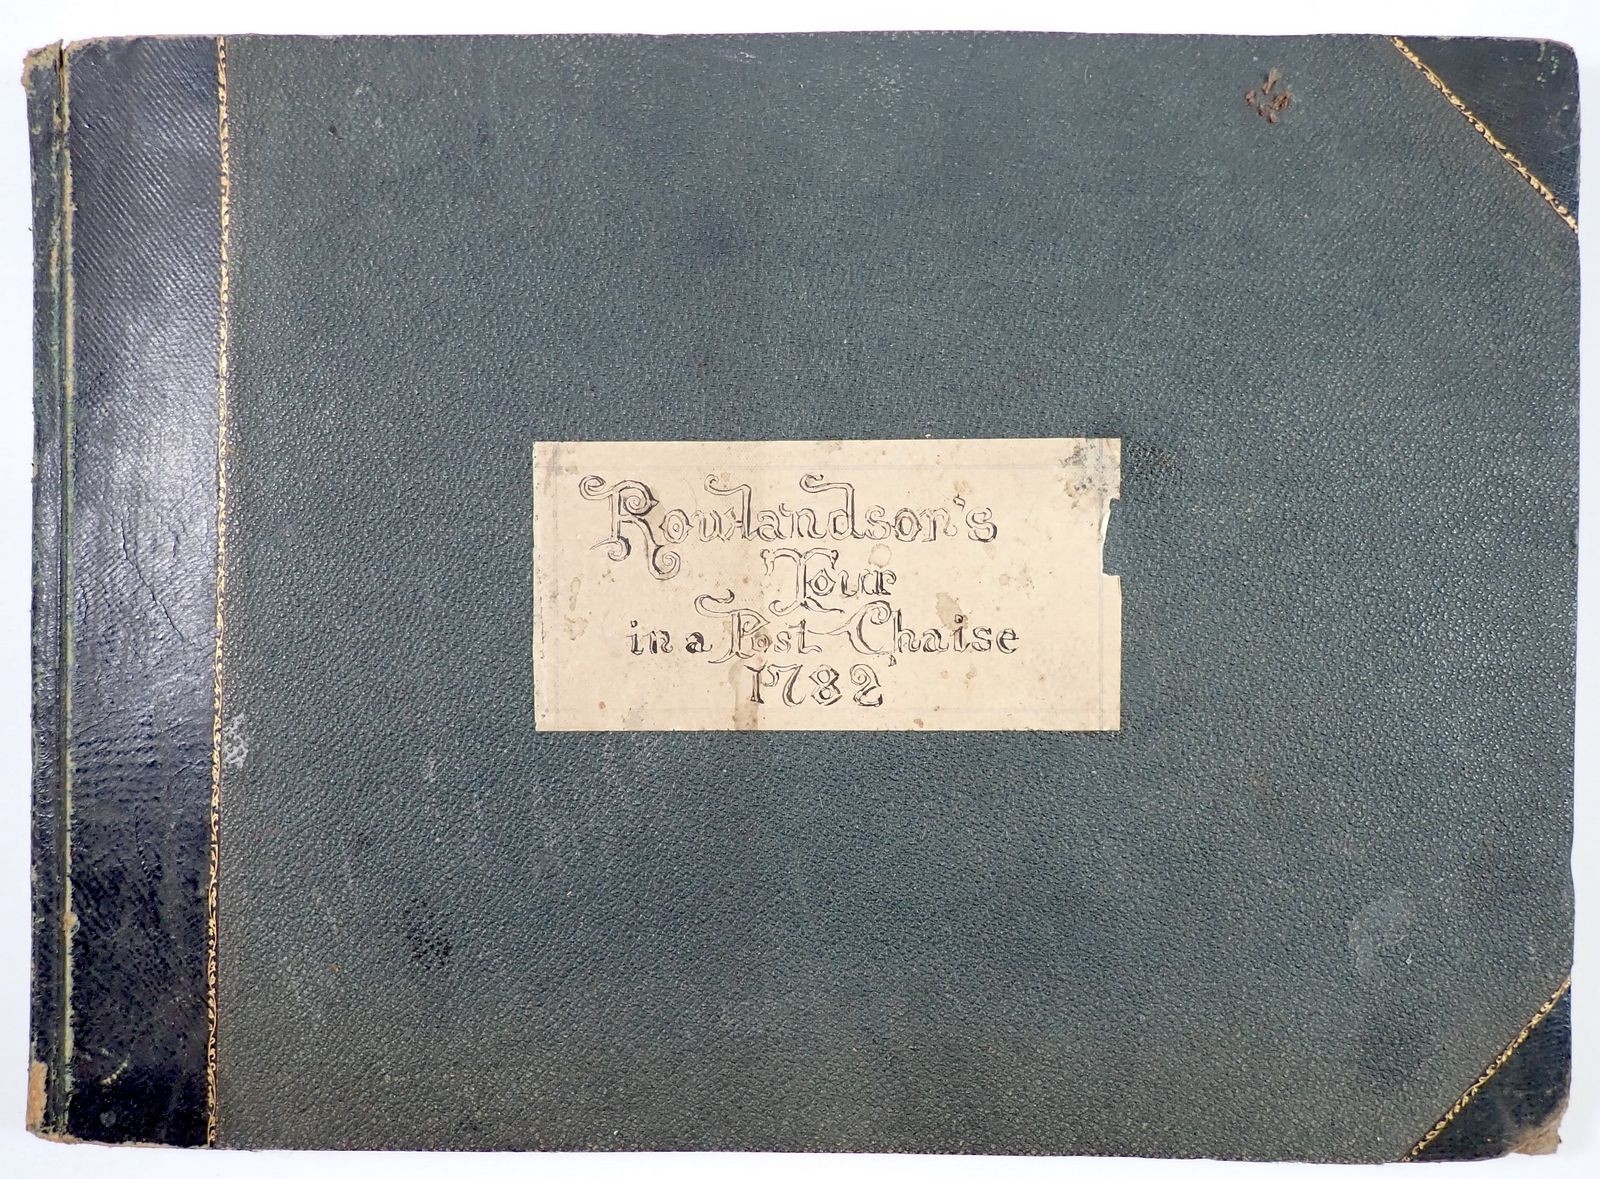 Rowlandson's
Tour
in a Post Chaise
1782